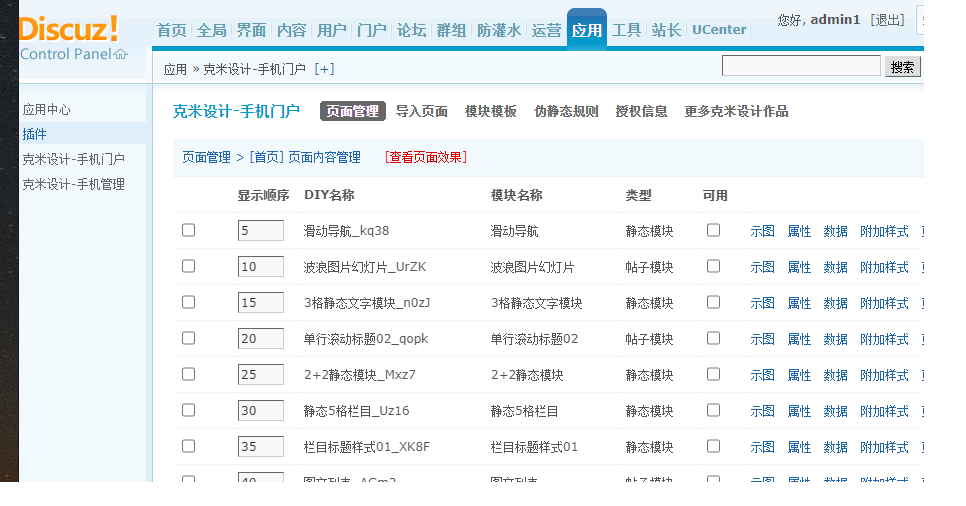 Discuz!
Control Panel
首页 全局 界面 内容 用户 门户 论坛 群组 防灌水 运营 应用 工具 站长 UCenter
您好, admin1 [退出]
应用 » 克米设计-手机门户 [+]
搜索
应用中心
插件
克米设计-手机门户
克米设计-手机管理
克米设计-手机门户 页面管理 导入页面 模块模板 伪静态规则 授权信息 更多克米设计作品
页面管理 > [首页] 页面内容管理 [查看页面效果]
显示顺序 DIY名称 模块名称 类型 可用
5 滑动导航_kq38 滑动导航 静态模块 示图 属性 数据 附加样式
10 波浪图片幻灯片_UrZK 波浪图片幻灯片 帖子模块 示图 属性 数据 附加样式
15 3格静态文字模块_n0zJ 3格静态文字模块 静态模块 示图 属性 数据 附加样式
20 单行滚动标题02_qopk 单行滚动标题02 帖子模块 示图 属性 数据 附加样式
25 2+2静态模块_Mxz7 2+2静态模块 静态模块 示图 属性 数据 附加样式
30 静态5格栏目_Uz16 静态5格栏目 静态模块 示图 属性 数据 附加样式
35 栏目标题样式01_XK8F 栏目标题样式01 静态模块 示图 属性 数据 附加样式